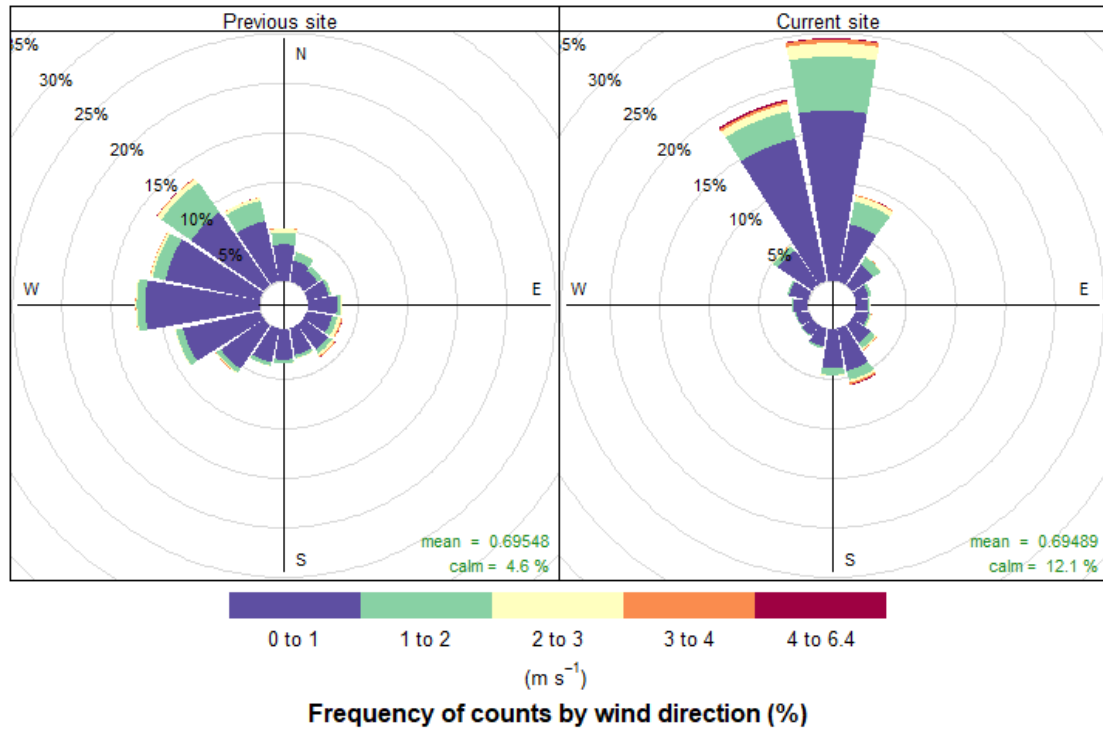 Previous site
Current site
35%
30%
25%
20%
15%
10%
5%
N
W
E
S
mean = 0.69548
calm = 4.6 %
35%
30%
25%
20%
15%
10%
5%
W
E
S
mean = 0.69489
calm = 12.1 %
0 to 1
1 to 2
2 to 3
3 to 4
4 to 6.4
(m s⁻¹)
Frequency of counts by wind direction (%)